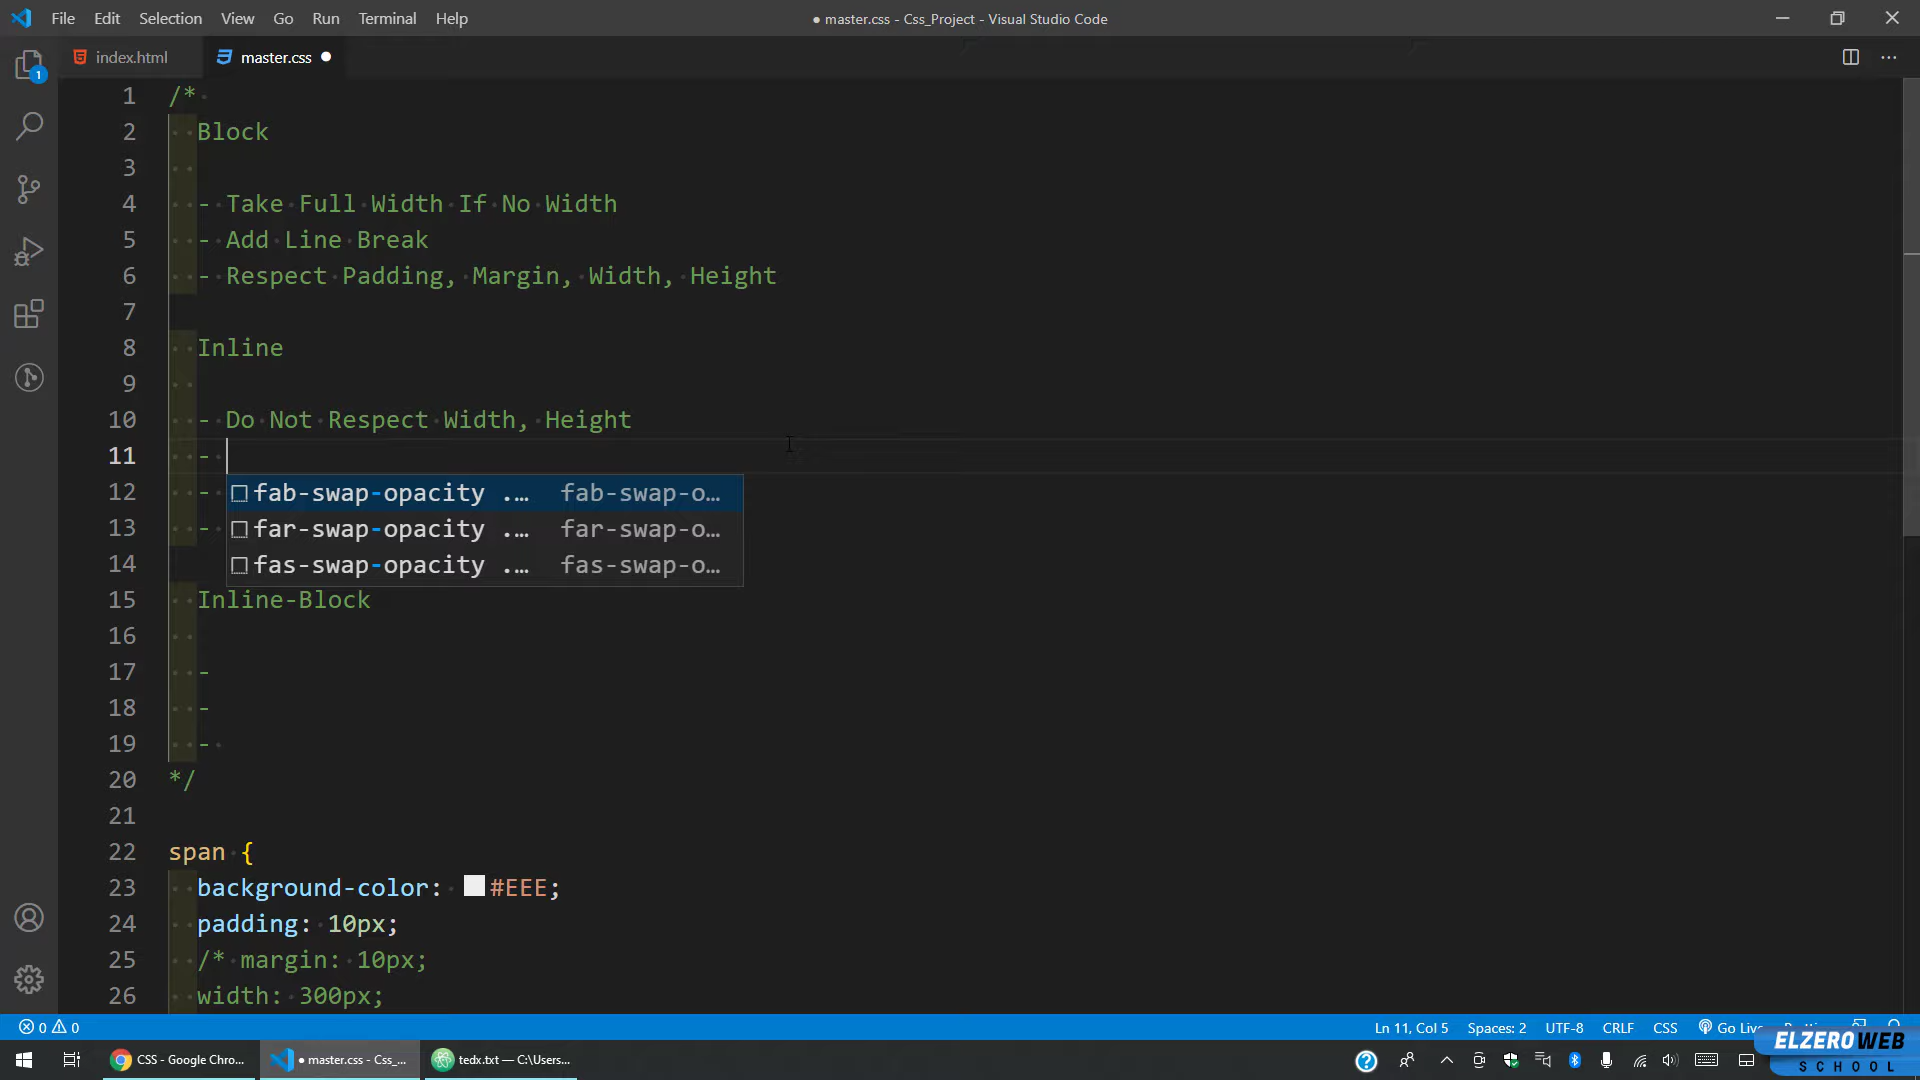 File Edit Selection View Go Run Terminal Help
● master.css - Css_Project - Visual Studio Code
index.html
master.css ●
1
1 /*
2 Block
3
4 - Take Full Width If No Width
5 - Add Line Break
6 - Respect Padding, Margin, Width, Height
7
8 Inline
9
10 - Do Not Respect Width, Height
11 -
12 -
fab-swap-opacity .… fab-swap-o…
13 -
far-swap-opacity .… far-swap-o…
14
fas-swap-opacity .… fas-swap-o…
15 Inline-Block
16
17 -
18 -
19 -
20 */
21
22 span {
23 background-color: #EEE;
24 padding: 10px;
25 /* margin: 10px;
26 width: 300px;
0 0
Ln 11, Col 5 Spaces: 2 UTF-8 CRLF CSS Go Live
CSS - Google Chro...
● master.css - Css_...
tedx.txt — C:\Users...
ELZEROWEB
SCHOOL